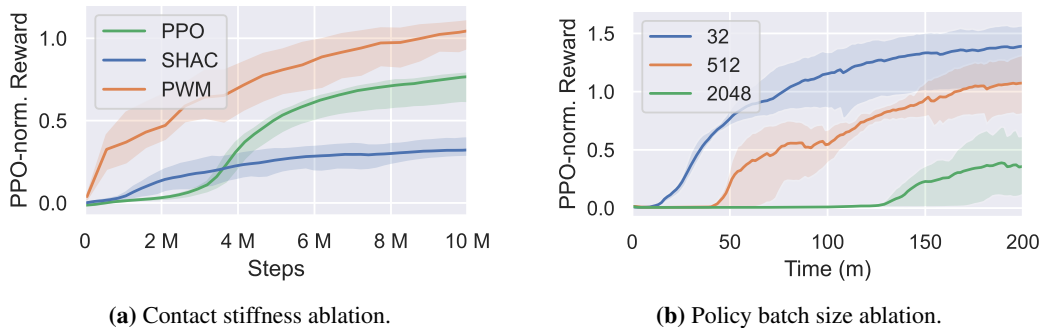 PPO-norm. Reward
1.0
0.5
0.0
PPO
SHAC
PWM
0
2 M
4 M
6 M
8 M
10 M
Steps
(a) Contact stiffness ablation.
PPO-norm. Reward
1.5
1.0
0.5
0.0
32
512
2048
0
50
100
150
200
Time (m)
(b) Policy batch size ablation.